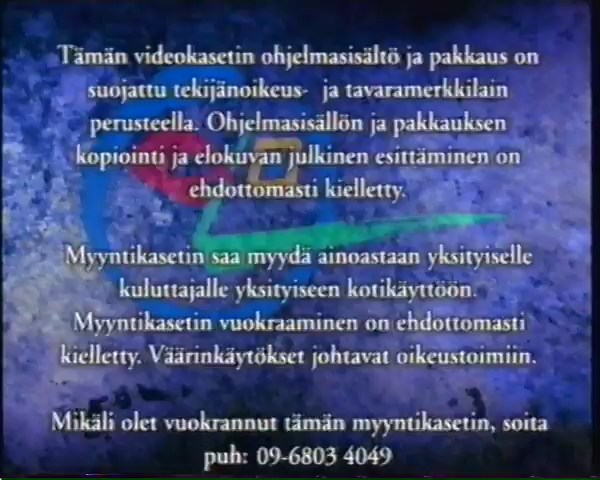 Tämän videokasetin ohjelmasisältö ja pakkaus on
suojattu tekijänoikeus- ja tavaramerkkilain
perusteella. Ohjelmasisällön ja pakkauksen
kopiointi ja elokuvan julkinen esittäminen on
ehdottomasti kielletty.
Myyntikasetin saa myydä ainoastaan yksityiselle
kuluttajalle yksityiseen kotikäyttöön.
Myyntikasetin vuokraaminen on ehdottomasti
kielletty. Väärinkäytökset johtavat oikeustoimiin.
Mikäli olet vuokrannut tämän myyntikasetin, soita
puh: 09-6803 4049